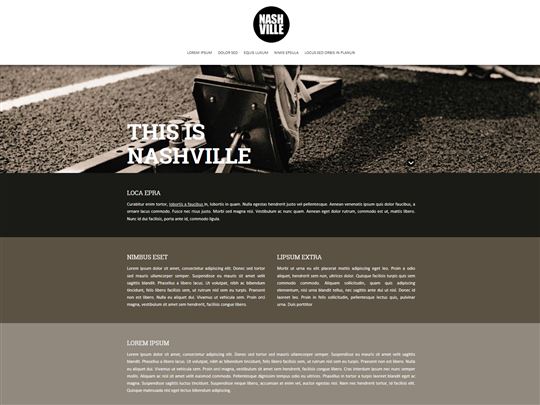 NASH
VILLE
LOREM IPSUM
DOLOR SED
EQUIS LUXUM
NIMIS EPSULA
LOCUS SED ORBIS IN PLANUM
THIS IS
NASHVILLE
LOCA EPRA
Curabitur enim tortor, lobortis a faucibus in, lobortis in quam. Nulla egestas hendrerit justo vel pellentesque. Aenean venenatis ipsum quis dolor faucibus, a
ornare lacus commodo. Fusce nec risus justo. Morbi sed magna nisi. Vestibulum ac nunc quam. Aenean eget dolor rutrum, commodo est ut, mattis libero.
Nunc id dui facilisis, porta ante id, commodo ligula.
NIMBUS ESET
Lorem ipsum dolor sit amet, consectetur adipiscing elit. Donec
sed mauris ullamcorper semper. Suspendisse eu mauris sit amet velit
sagittis blandit. Phasellus a libero lacus. Ut volutpat, nibh ac bibendum
tincidunt, felis libero facilisis sem, ut rutrum nisl sem eu turpis. Praesent
non est libero. Nulla eu aliquet dui. Vivamus ut vehicula sem. Proin orci
magna, vestibulum sit amet hendrerit vel, congue facilisis libero.
LIPSUM EXTRA
Morbi ut urna eu elit placerat mattis adipiscing eget leo. Proin a odio
aliquet, hendrerit sem non, ultrices dolor. Quisque facilisis turpis quis sem
commodo commodo. Aliquam sollicitudin, quam quis adipiscing
elementum, nisi urna blandit tellus, nec sagittis ante dui ut nisl. Donec id
laoreet leo. Proin in felis sollicitudin, pellentesque lectus quis, pulvinar
urna. Duis porttitor
LOREM IPSUM
Lorem ipsum dolor sit amet, consectetur adipiscing elit. Donec tortor sed mauris ullamcorper semper. Suspendisse eu mauris sit amet velit sagittis
blandit. Phasellus a libero lacus. Ut volutpat, nibh ac bibendum tincidunt, felis libero facilisis sem, ut rutrum nisl sem eu turpis. Praesent non est libero.
Nulla eu aliquet dui. Vivamus ut vehicula sem. Proin orci magna, vestibulum sit amet hendrerit facilisis, congue libero. Cras interdum ipsum nec nunc semper
mollis. Aliquam ac nisl sit amet velit euismod commodo. Pellentesque dignissim tempus odio eu ultrices. Phasellus in tortor a turpis laoreet eget ac
magna. Suspendisse sagittis luctus tincidunt. Suspendisse neque libero, accumsan at enim vel, auctor egestas nisl. Nam nec hendrerit tortor, id blandit.
Quisque malesuada nisi eget lectus bibendum aliquet.